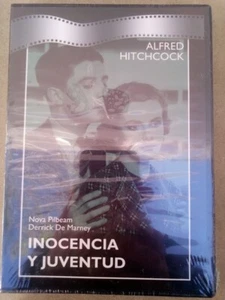 ALFRED
HITCHCOCK
Nova Pilbeam
Derrick De Marney
INOCENCIA
Y JUVENTUD